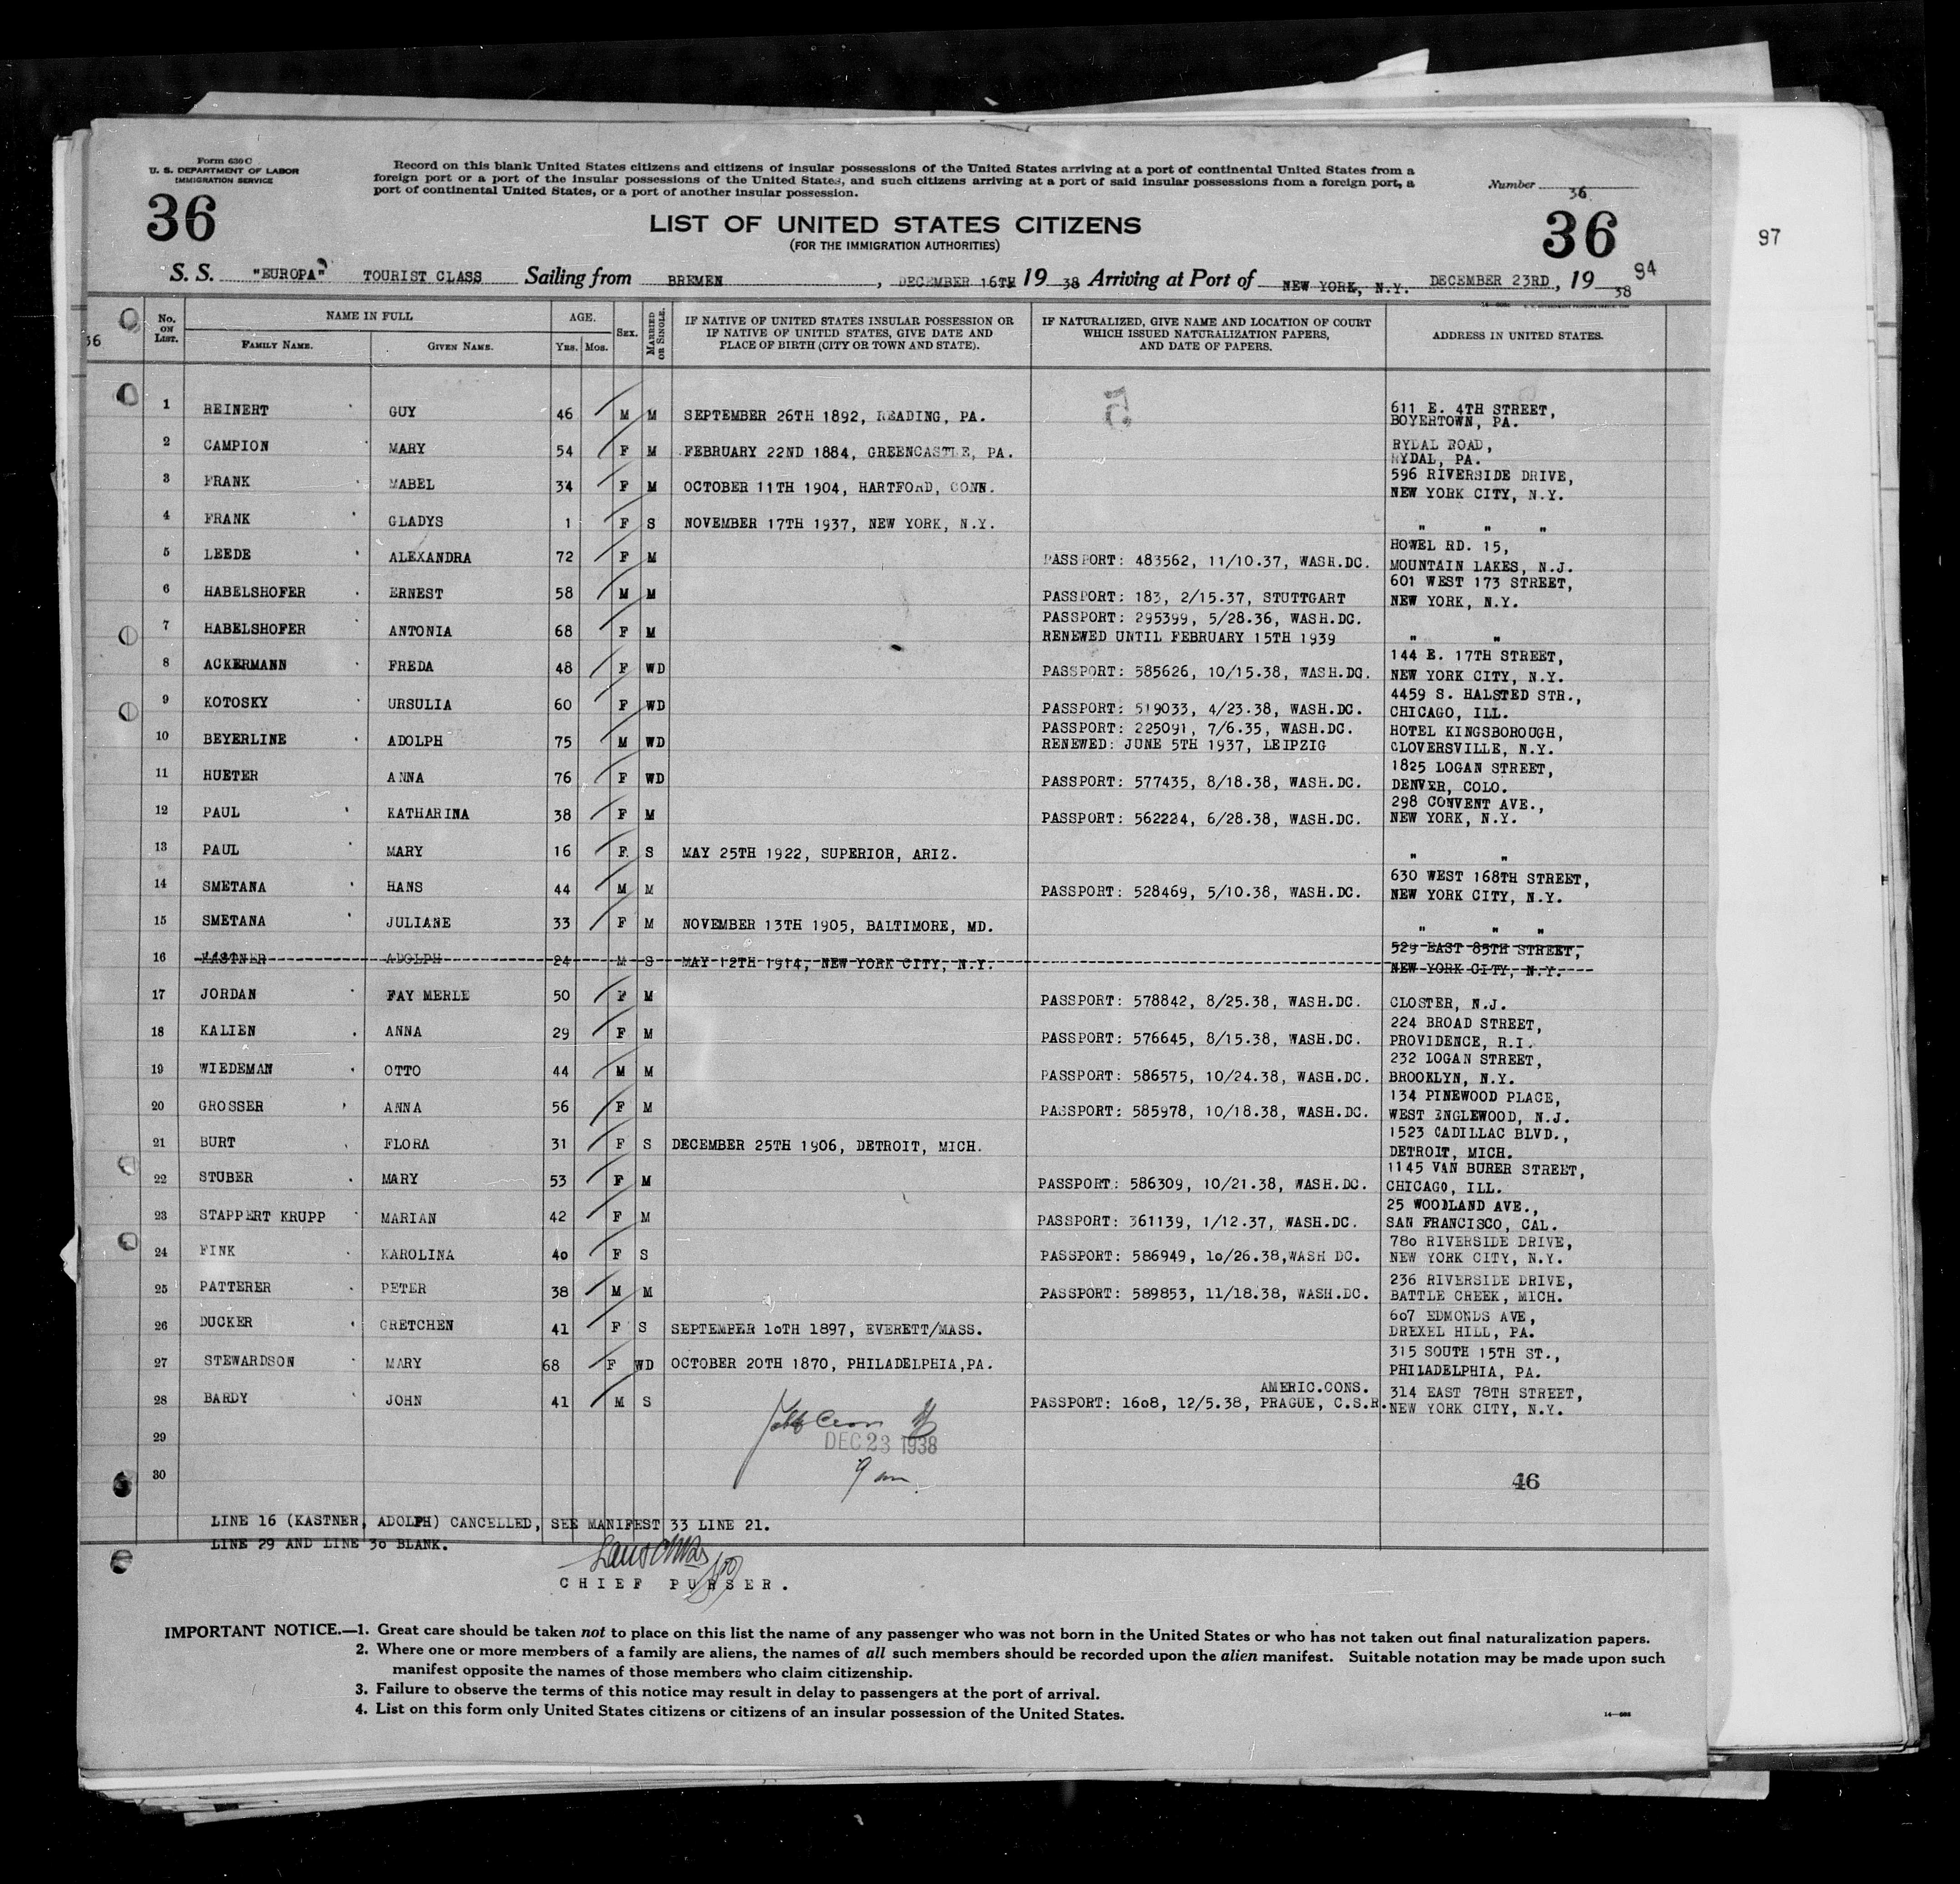 Form 630 C
U. S. DEPARTMENT OF LABOR
IMMIGRATION SERVICE
Record on this blank United States citizens and citizens of insular possessions of the United States arriving at a port of continental United States from a
foreign port or a port of the insular possessions of the United States, and such citizens arriving at a port of said insular possessions from a foreign port, a
port of continental United States, or a port of another insular possession.
Number 36
36
36
97
LIST OF UNITED STATES CITIZENS
(FOR THE IMMIGRATION AUTHORITIES)
94
S. S. "EUROPA" TOURIST CLASS Sailing from BREMEN, DECEMBER 16TH 19 38 Arriving at Port of NEW YORK, N.Y. DECEMBER 23RD, 19 38
36
No. ON LIST. NAME IN FULL FAMILY NAME. GIVEN NAME. AGE. YRS. MOS. SEX. MARRIED OR SINGLE. IF NATIVE OF UNITED STATES INSULAR POSSESSION OR IF NATIVE OF UNITED STATES, GIVE DATE AND PLACE OF BIRTH (CITY OR TOWN AND STATE). IF NATURALIZED, GIVE NAME AND LOCATION OF COURT WHICH ISSUED NATURALIZATION PAPERS, AND DATE OF PAPERS. ADDRESS IN UNITED STATES.
15
1 REINERT GUY 46 M M SEPTEMBER 26TH 1892, READING, PA. 611 E. 4TH STREET, BOYERTOWN, PA.
2 CAMPION MARY 54 F M FEBRUARY 22ND 1884, GREENCASTLE, PA. RYDAL ROAD, RYDAL, PA.
3 FRANK MABEL 34 F M OCTOBER 11TH 1904, HARTFORD, CONN. 596 RIVERSIDE DRIVE, NEW YORK CITY, N.Y.
4 FRANK GLADYS 1 F S NOVEMBER 17TH 1937, NEW YORK, N.Y. " " "
5 LEEDE ALEXANDRA 72 F M PASSPORT: 483562, 11/10.37, WASH.DC. HOWEL RD. 15, MOUNTAIN LAKES, N.J.
6 HABELSHOFER ERNEST 58 M M PASSPORT: 183, 2/15.37, STUTTGART 601 WEST 173 STREET, NEW YORK, N.Y.
7 HABELSHOFER ANTONIA 68 F M PASSPORT: 295399, 5/28.36, WASH.DC. RENEWED UNTIL FEBRUARY 15TH 1939 " "
8 ACKERMANN FREDA 48 F WD PASSPORT: 585626, 10/15.38, WASH.DC. 144 E. 17TH STREET, NEW YORK CITY, N.Y.
9 KOTOSKY URSULIA 60 F WD PASSPORT: 519033, 4/23.38, WASH.DC. 4459 S. HALSTED STR., CHICAGO, ILL.
10 BEYERLINE ADOLPH 75 M WD PASSPORT: 225091, 7/6.35, WASH.DC. RENEWED: JUNE 5TH 1937, LEIPZIG HOTEL KINGSBOROUGH, CLOVERSVILLE, N.Y.
11 HUETER ANNA 76 F WD PASSPORT: 577435, 8/18.38, WASH.DC. 1825 LOGAN STREET, DENVER, COLO.
12 PAUL KATHARINA 38 F M PASSPORT: 562224, 6/28.38, WASH.DC. 298 CONVENT AVE., NEW YORK, N.Y.
13 PAUL MARY 16 F S MAY 25TH 1922, SUPERIOR, ARIZ. " "
14 SMETANA HANS 44 M M PASSPORT: 528469, 5/10.38, WASH.DC. 630 WEST 168TH STREET, NEW YORK CITY, N.Y.
15 SMETANA JULIANE 33 F M NOVEMBER 13TH 1905, BALTIMORE, MD. " " "
16 KASTNER ADOLPH 24 M S MAY 12TH 1914, NEW YORK CITY, N.Y. 529 EAST 85TH STREET, NEW YORK CITY, N.Y.
17 JORDAN FAY MERLE 50 F M PASSPORT: 578842, 8/25.38, WASH.DC. CLOSTER, N.J.
18 KALIEN ANNA 29 F M PASSPORT: 576645, 8/15.38, WASH.DC. 224 BROAD STREET, PROVIDENCE, R.I.
19 WIEDEMAN OTTO 44 M M PASSPORT: 586575, 10/24.38, WASH.DC. 232 LOGAN STREET, BROOKLYN, N.Y.
20 GROSSER ANNA 56 F M PASSPORT: 585978, 10/18.38, WASH.DC. 134 PINEWOOD PLACE, WEST ENGLEWOOD, N.J.
21 BURT FLORA 31 F S DECEMBER 25TH 1906, DETROIT, MICH. 1523 CADILLAC BLVD., DETROIT, MICH.
22 STUBER MARY 53 F M PASSPORT: 586309, 10/21.38, WASH.DC. 1145 VAN BURER STREET, CHICAGO, ILL.
23 STAPPERT KRUPP MARIAN 42 F M PASSPORT: 361139, 1/12.37, WASH.DC. 25 WOODLAND AVE., SAN FRANCISCO, CAL.
24 FINK KAROLINA 40 F S PASSPORT: 586949, 10/26.38,WASH DC. 780 RIVERSIDE DRIVE, NEW YORK CITY, N.Y.
25 PATTERER PETER 38 M M PASSPORT: 589853, 11/18.38, WASH.DC. 236 RIVERSIDE DRIVE, BATTLE CREEK, MICH.
26 DUCKER GRETCHEN 41 F S SEPTEMBER 10TH 1897, EVERETT/MASS. 607 EDMONDS AVE, DREXEL HILL, PA.
27 STEWARDSON MARY 68 F WD OCTOBER 20TH 1870, PHILADELPHIA,PA. 315 SOUTH 15TH ST., PHILADELPHIA, PA.
28 BARDY JOHN 41 M S PASSPORT: 1608, 12/5.38, AMERIC.CONS. PRAGUE, C.S.R. 314 EAST 78TH STREET, NEW YORK CITY, N.Y.
29
DEC 23 1938
30
9 am
46
LINE 16 (KASTNER, ADOLPH) CANCELLED, SEE MANIFEST 33 LINE 21.
LINE 29 AND LINE 30 BLANK.
CHIEF PURSER.
IMPORTANT NOTICE.—1. Great care should be taken not to place on this list the name of any passenger who was not born in the United States or who has not taken out final naturalization papers.
2. Where one or more members of a family are aliens, the names of all such members should be recorded upon the alien manifest. Suitable notation may be made upon such
manifest opposite the names of those members who claim citizenship.
3. Failure to observe the terms of this notice may result in delay to passengers at the port of arrival.
4. List on this form only United States citizens or citizens of an insular possession of the United States.